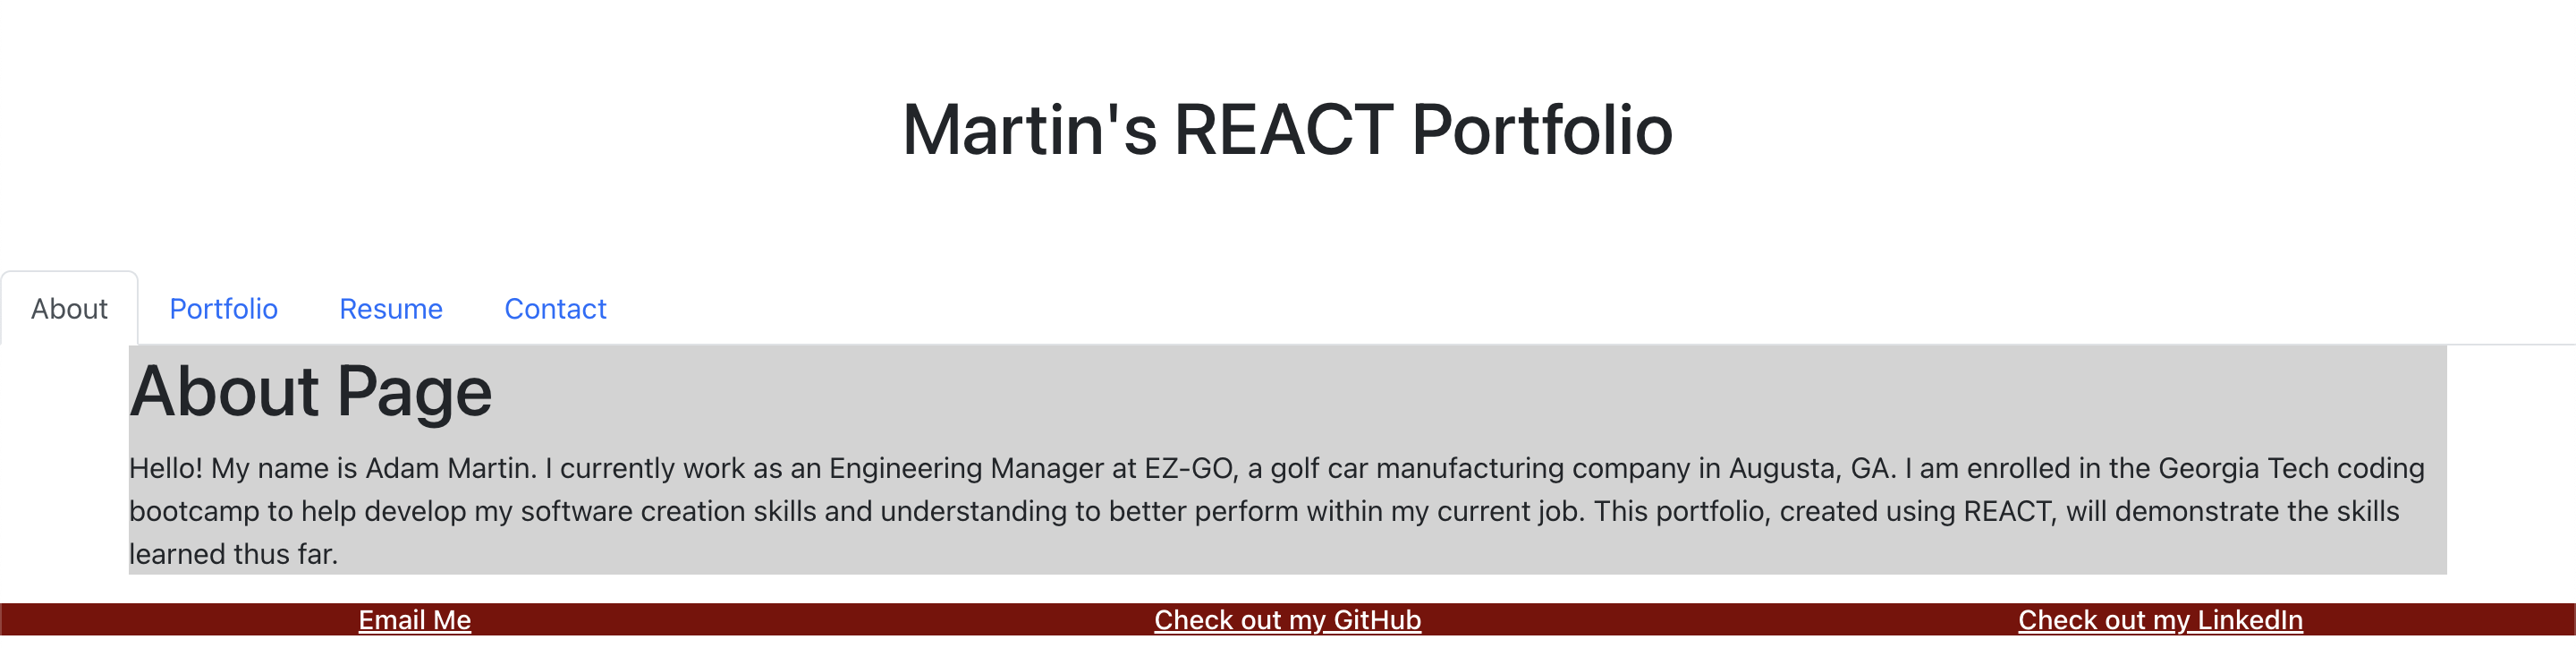 Martin's REACT Portfolio
About Portfolio Resume Contact
About Page
Hello! My name is Adam Martin. I currently work as an Engineering Manager at EZ-GO, a golf car manufacturing company in Augusta, GA. I am enrolled in the Georgia Tech coding
bootcamp to help develop my software creation skills and understanding to better perform within my current job. This portfolio, created using REACT, will demonstrate the skills
learned thus far.
Email Me Check out my GitHub Check out my LinkedIn